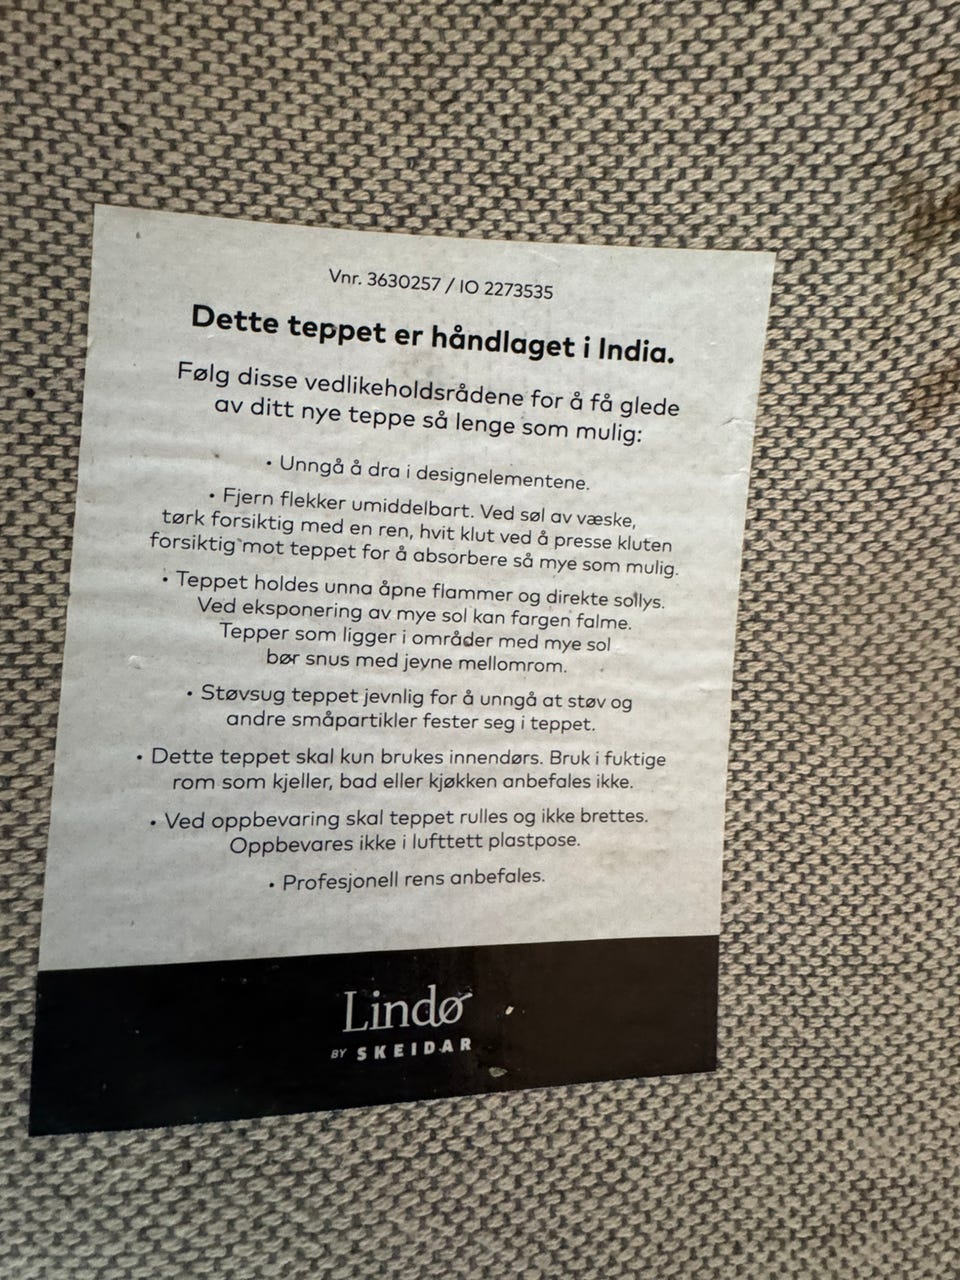 Vnr. 3630257 / IO 2273535
Dette teppet er håndlaget i India.
Følg disse vedlikeholdsrådene for å få glede
av ditt nye teppe så lenge som mulig:
• Unngå å dra i designelementene.
• Fjern flekker umiddelbart. Ved søl av væske,
tørk forsiktig med en ren, hvit klut ved å presse kluten
forsiktig mot teppet for å absorbere så mye som mulig.
• Teppet holdes unna åpne flammer og direkte sollys.
Ved eksponering av mye sol kan fargen falme.
Tepper som ligger i områder med mye sol
bør snus med jevne mellomrom.
• Støvsug teppet jevnlig for å unngå at støv og
andre småpartikler fester seg i teppet.
• Dette teppet skal kun brukes innendørs. Bruk i fuktige
rom som kjeller, bad eller kjøkken anbefales ikke.
• Ved oppbevaring skal teppet rulles og ikke brettes.
Oppbevares ikke i lufttett plastpose.
• Profesjonell rens anbefales.
Lindø
BY SKEIDAR